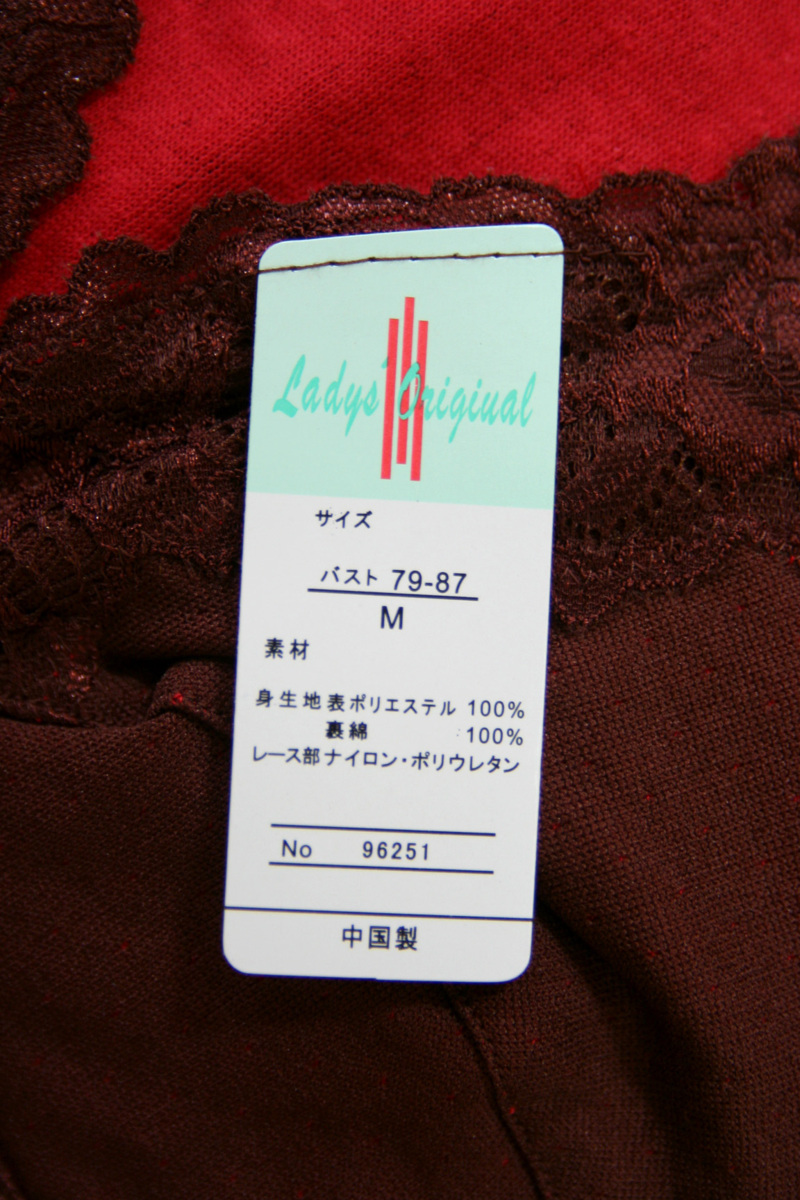 Ladys' Origiual
サイズ
バスト 79-87
M
素材
身生地表ポリエステル 100%
裏綿 100%
レース部ナイロン・ポリウレタン
No 96251
中国製